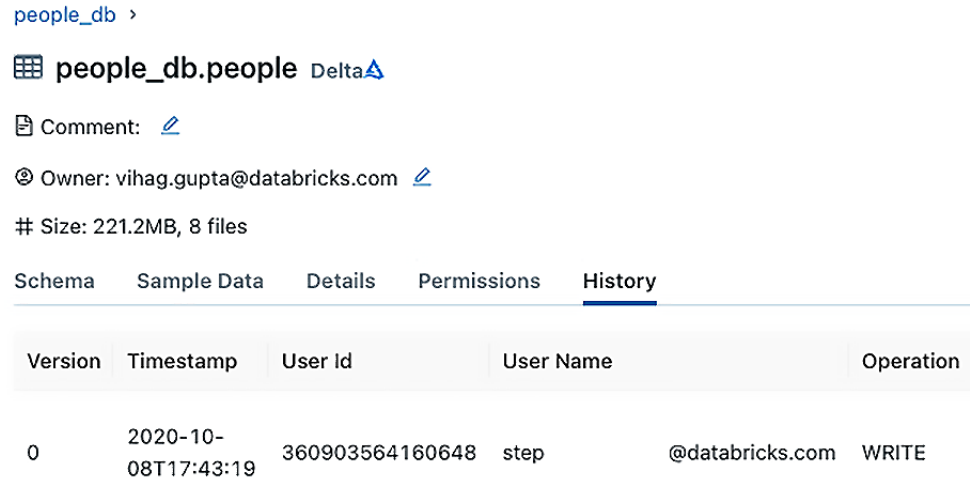 people_db >
people_db.people Delta
Comment:
Owner: vihag.gupta@databricks.com
# Size: 221.2MB, 8 files
Schema Sample Data Details Permissions History
Version Timestamp User Id User Name Operation
0 2020-10-08T17:43:19 360903564160648 step @databricks.com WRITE